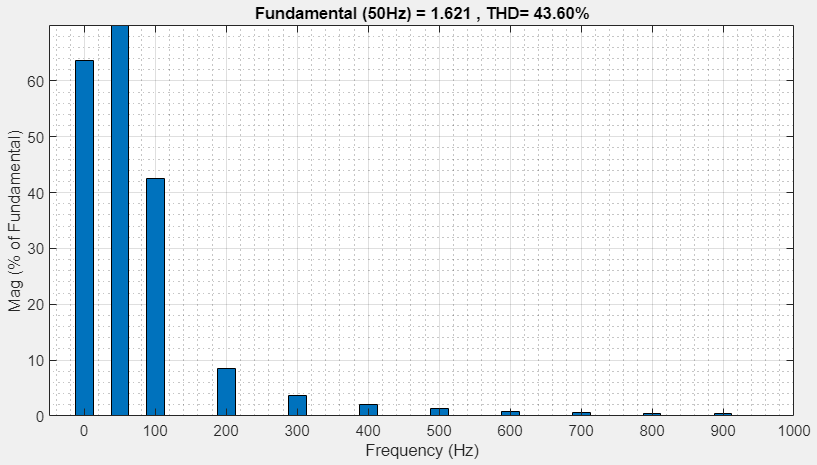 Fundamental (50Hz) = 1.621 , THD= 43.60%
Mag (% of Fundamental)
60
50
40
30
20
10
0
0 100 200 300 400 500 600 700 800 900 1000
Frequency (Hz)